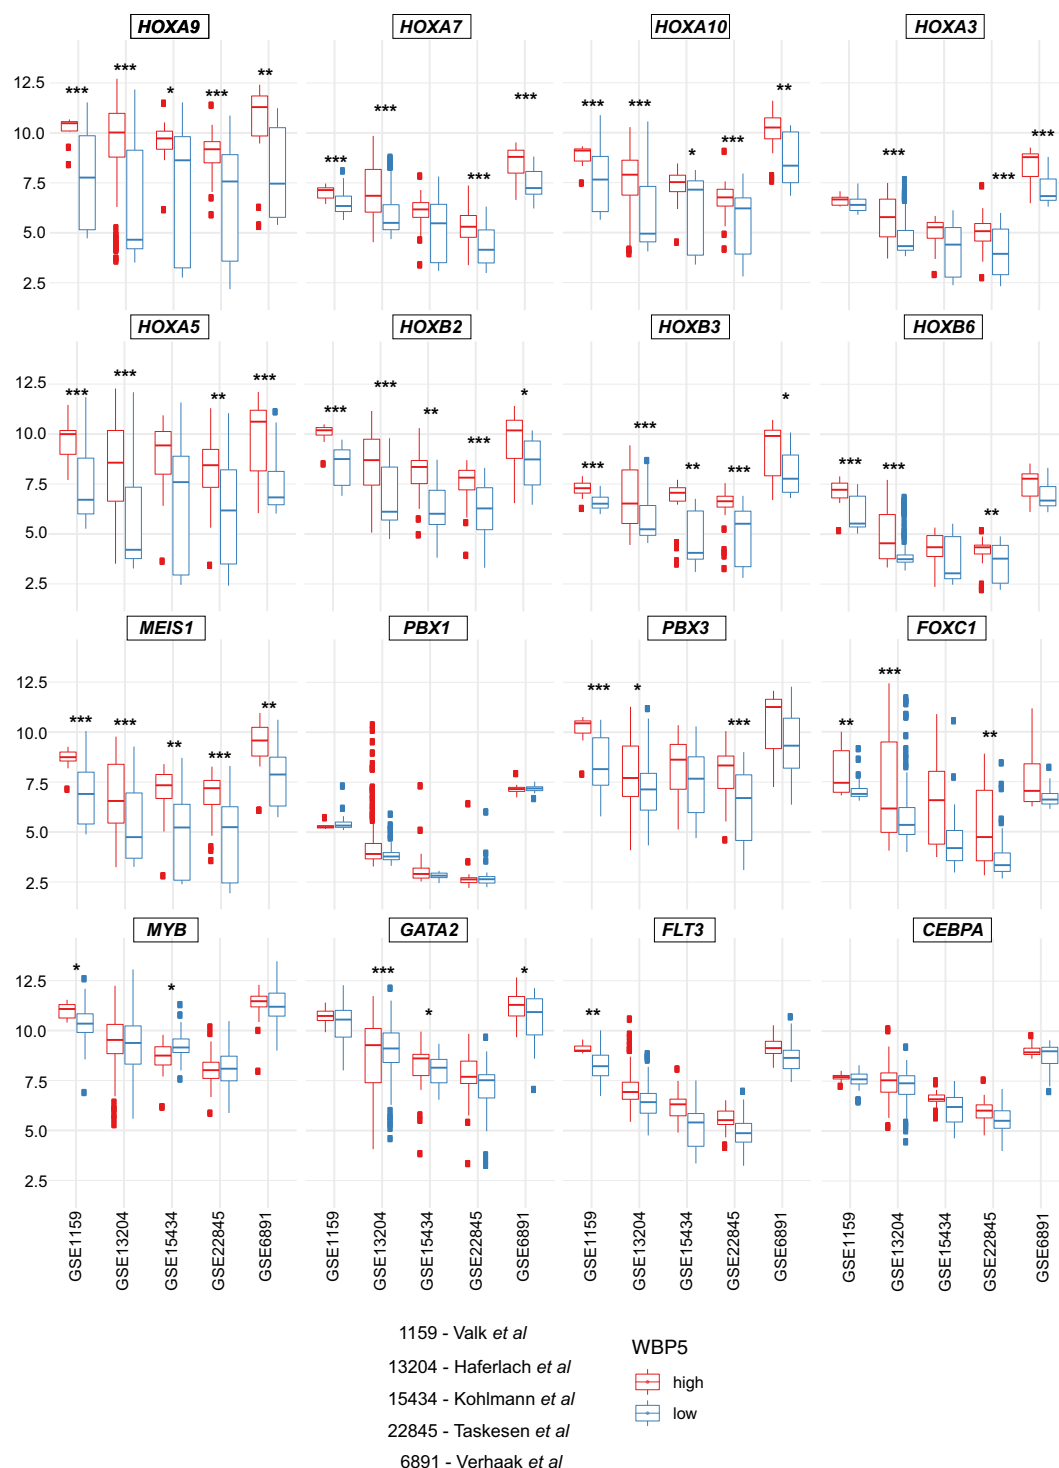 HOXA9 HOXA7 HOXA10 HOXA3
*** *** * *** **
*** *** *** ***
*** *** * *** **
*** *** ***
12.5
10.0
7.5
5.0
2.5
HOXA5 HOXB2 HOXB3 HOXB6
*** *** ** ***
*** *** ** *** *
*** *** ** *** *
*** *** **
12.5
10.0
7.5
5.0
2.5
MEIS1 PBX1 PBX3 FOXC1
*** *** ** *** **
*** * ***
** *** **
12.5
10.0
7.5
5.0
2.5
MYB GATA2 FLT3 CEBPA
* *
*** * *
**
12.5
10.0
7.5
5.0
2.5
GSE1159 GSE13204 GSE15434 GSE22845 GSE6891
GSE1159 GSE13204 GSE15434 GSE22845 GSE6891
GSE1159 GSE13204 GSE15434 GSE22845 GSE6891
GSE1159 GSE13204 GSE15434 GSE22845 GSE6891
1159 - Valk et al
13204 - Haferlach et al
15434 - Kohlmann et al
22845 - Taskesen et al
6891 - Verhaak et al
WBP5
high
low